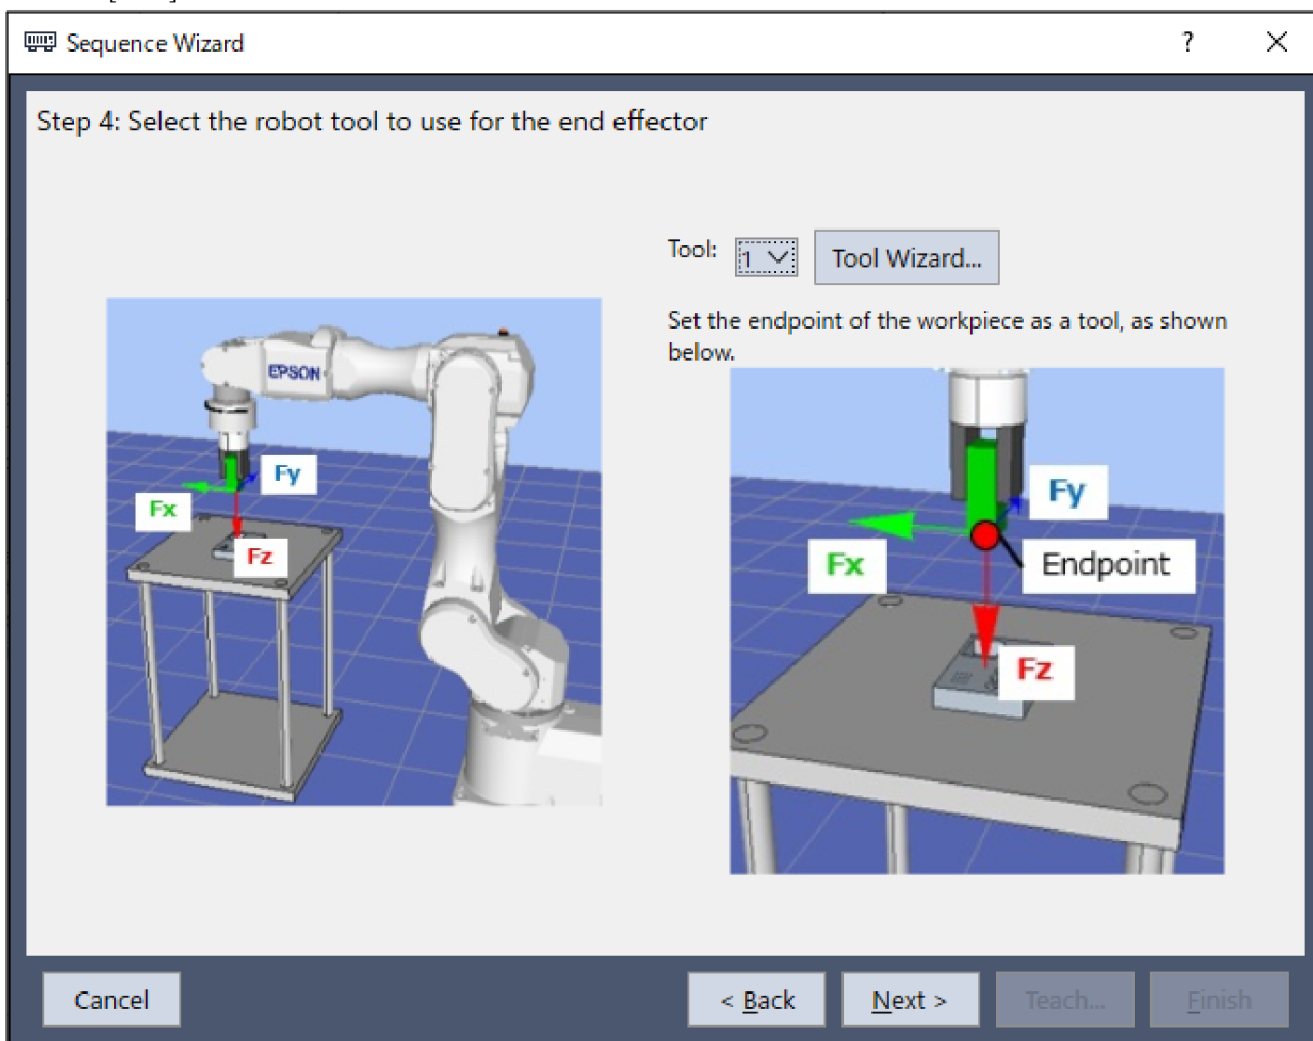 Sequence Wizard
?
Step 4: Select the robot tool to use for the end effector
Tool:
1
Tool Wizard...
Set the endpoint of the workpiece as a tool, as shown
below.
EPSON
Fy
Fx
Fz
Fy
Fx
Endpoint
Fz
Cancel
< Back
Next >
Teach...
Finish